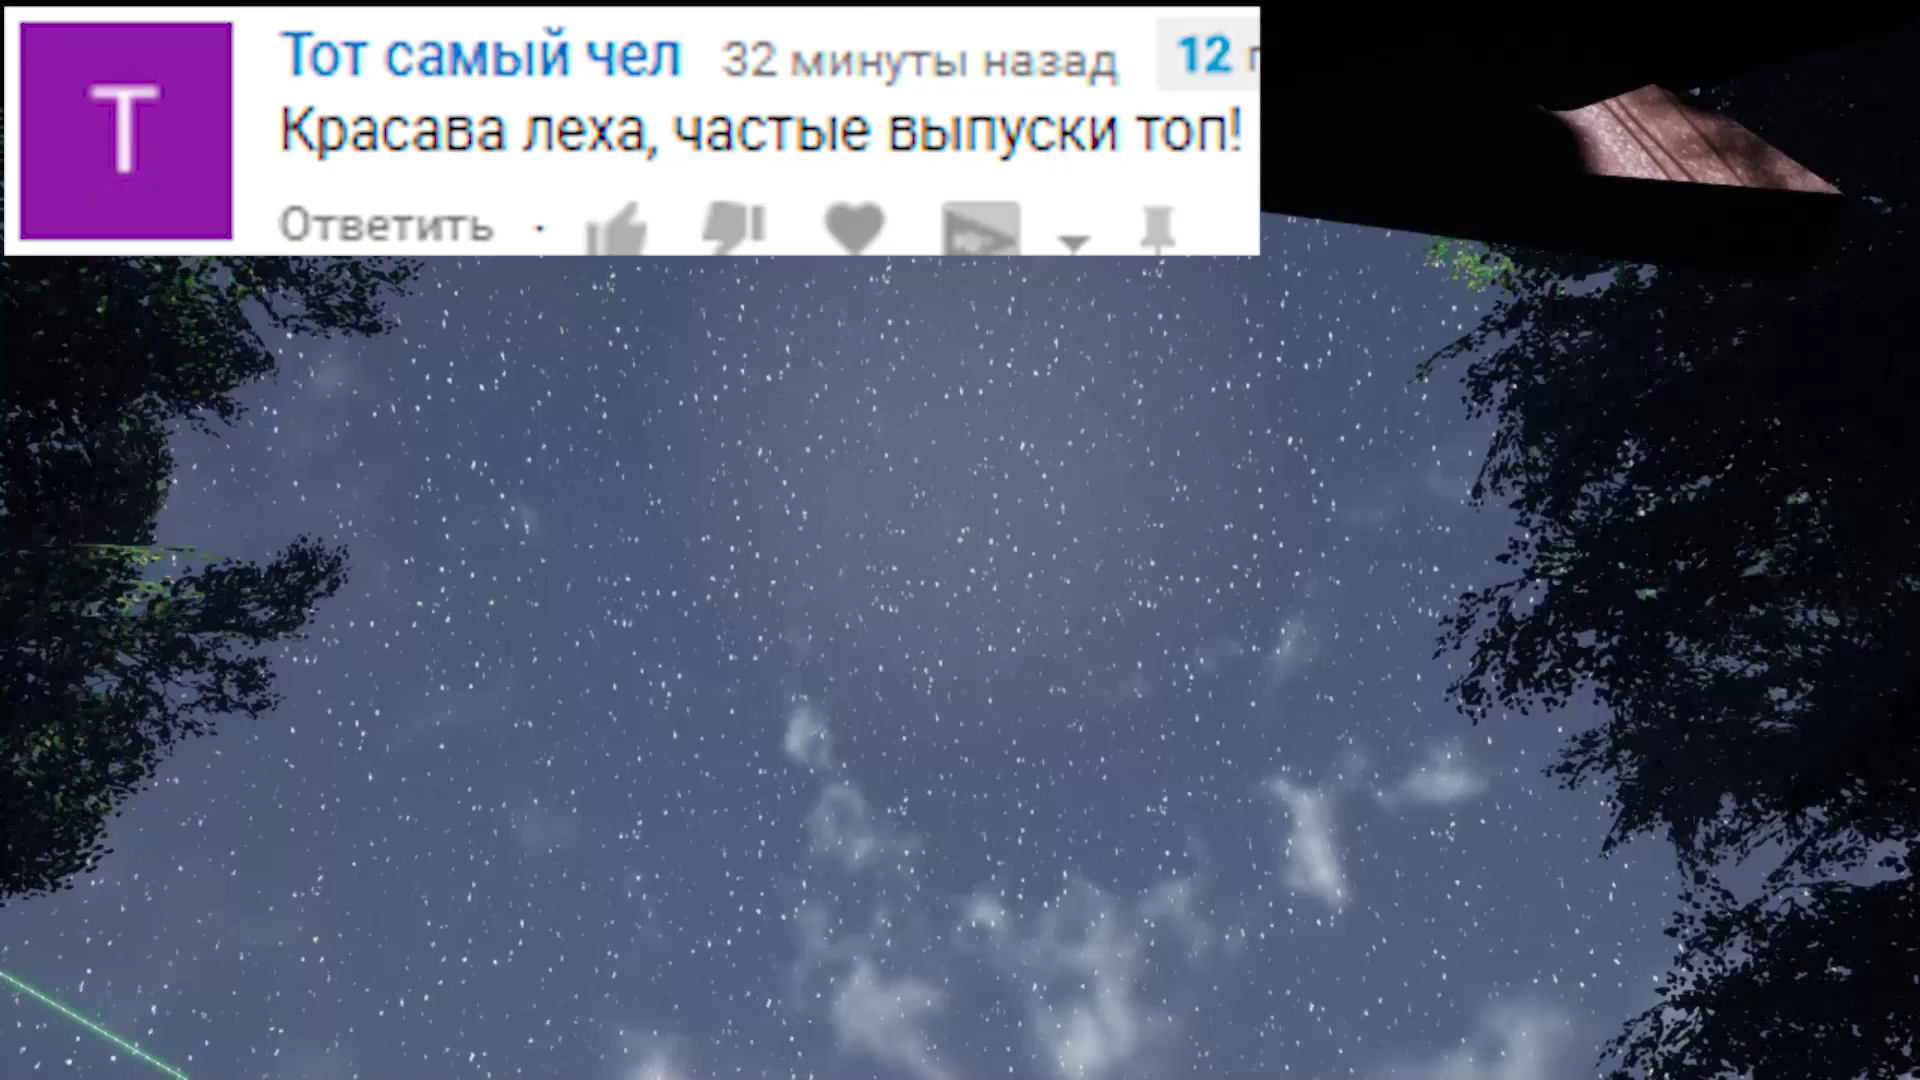 Т
Тот самый чел 32 минуты назад 12
Красава леха, частые выпуски топ!
Ответить ·